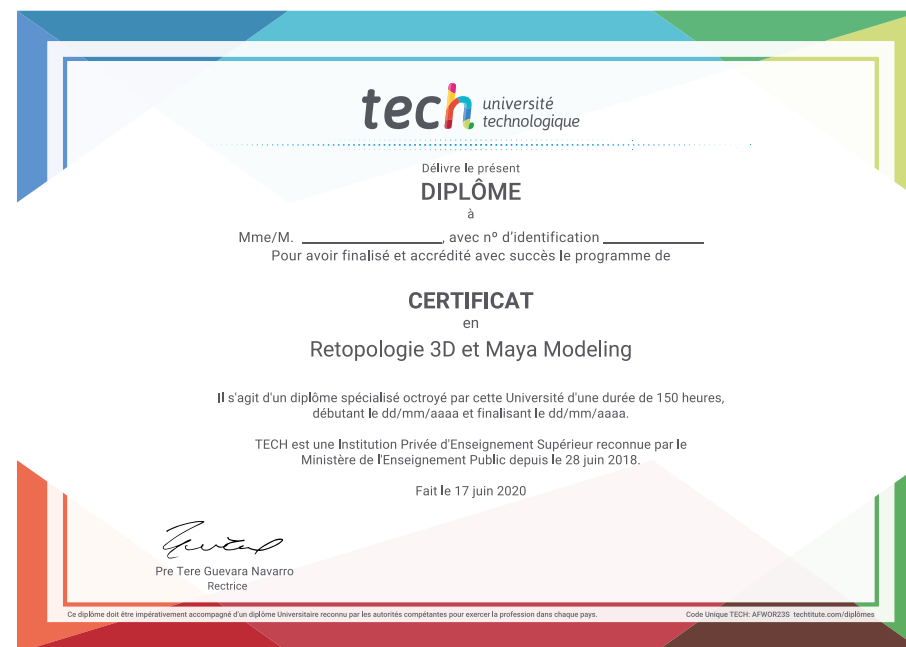 tech université
technologique
Délivre le présent
DIPLÔME
à
Mme/M. ____________________, avec nº d'identification ______________
Pour avoir finalisé et accrédité avec succès le programme de
CERTIFICAT
en
Retopologie 3D et Maya Modeling
Il s'agit d'un diplôme spécialisé octroyé par cette Université d'une durée de 150 heures,
débutant le dd/mm/aaaa et finalisant le dd/mm/aaaa.
TECH est une Institution Privée d'Enseignement Supérieur reconnue par le
Ministère de l'Enseignement Public depuis le 28 juin 2018.
Fait le 17 juin 2020
Pre Tere Guevara Navarro
Rectrice
Ce diplôme doit être impérativement accompagné d'un diplôme Universitaire reconnu par les autorités compétentes pour exercer la profession dans chaque pays.
Code Unique TECH: AFWOR23S techtitute.com/diplômes